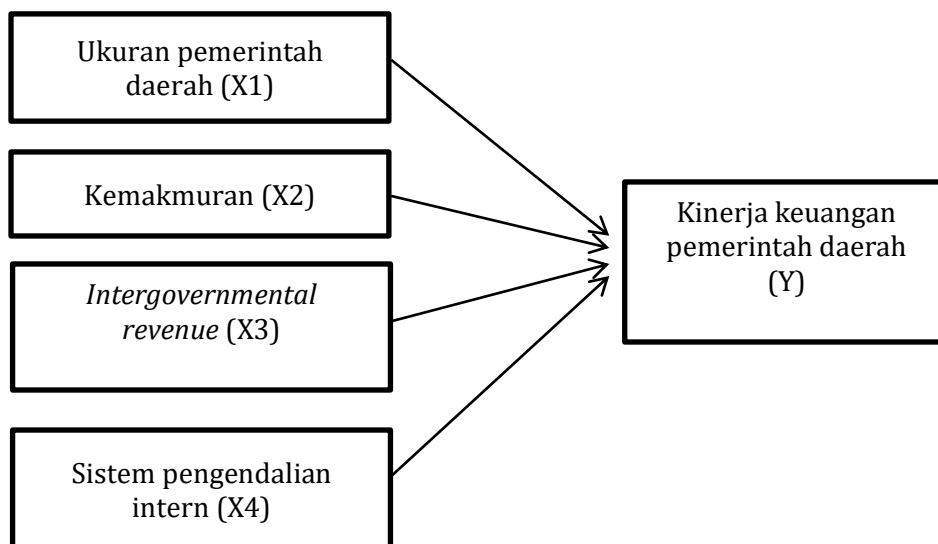 Ukuran pemerintah
daerah (X1)
Kemakmuran (X2)
Intergovernmental
revenue (X3)
Sistem pengendalian
intern (X4)
Kinerja keuangan
pemerintah daerah
(Y)